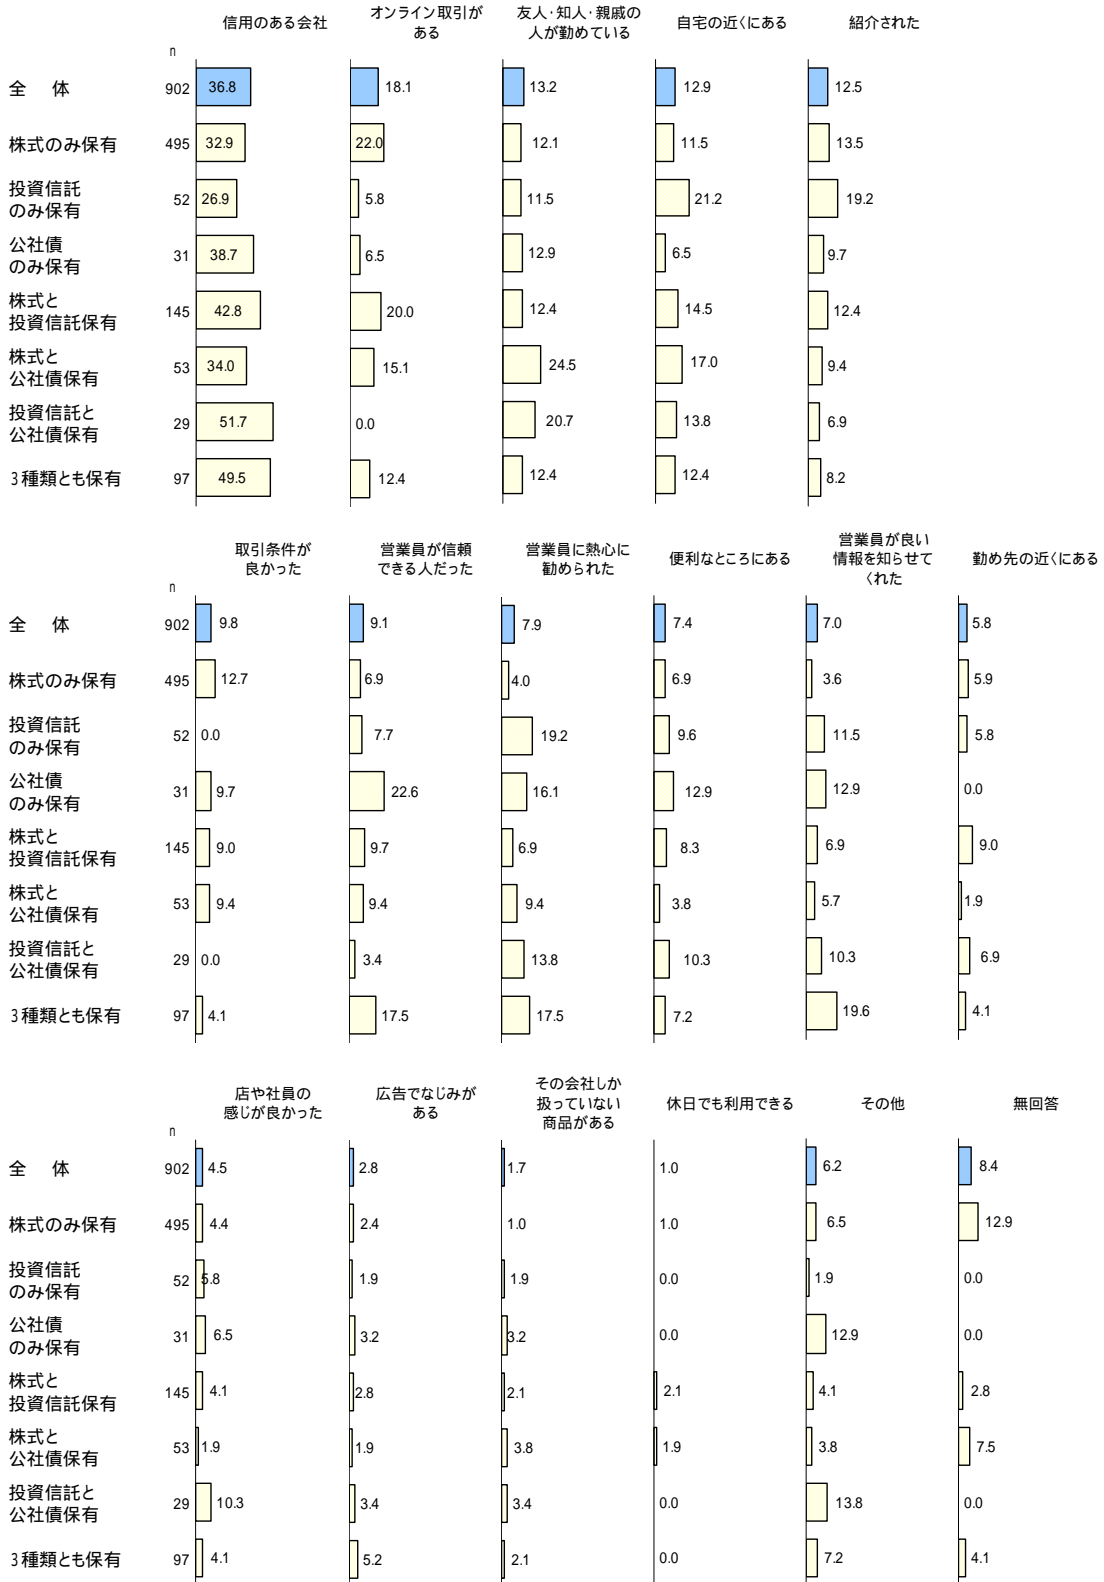 信用のある会社
オンライン取引が
ある
友人・知人・親戚の
人が勤めている
自宅の近くにある
紹介された
n
全 体 902 36.8 18.1 13.2 12.9 12.5
株式のみ保有 495 32.9 22.0 12.1 11.5 13.5
投資信託
のみ保有 52 26.9 5.8 11.5 21.2 19.2
公社債
のみ保有 31 38.7 6.5 12.9 6.5 9.7
株式と
投資信託保有 145 42.8 20.0 12.4 14.5 12.4
株式と
公社債保有 53 34.0 15.1 24.5 17.0 9.4
投資信託と
公社債保有 29 51.7 0.0 20.7 13.8 6.9
3種類とも保有 97 49.5 12.4 12.4 12.4 8.2
取引条件が
良かった
営業員が信頼
できる人だった
営業員に熱心に
勧められた
便利なところにある
営業員が良い
情報を知らせて
くれた
勤め先の近くにある
n
全 体 902 9.8 9.1 7.9 7.4 7.0 5.8
株式のみ保有 495 12.7 6.9 4.0 6.9 3.6 5.9
投資信託
のみ保有 52 0.0 7.7 19.2 9.6 11.5 5.8
公社債
のみ保有 31 9.7 22.6 16.1 12.9 12.9 0.0
株式と
投資信託保有 145 9.0 9.7 6.9 8.3 6.9 9.0
株式と
公社債保有 53 9.4 9.4 9.4 3.8 5.7 1.9
投資信託と
公社債保有 29 0.0 3.4 13.8 10.3 10.3 6.9
3種類とも保有 97 4.1 17.5 17.5 7.2 19.6 4.1
店や社員の
感じが良かった
広告でなじみが
ある
その会社しか
扱っていない
商品がある
休日でも利用できる
その他
無回答
n
全 体 902 4.5 2.8 1.7 1.0 6.2 8.4
株式のみ保有 495 4.4 2.4 1.0 1.0 6.5 12.9
投資信託
のみ保有 52 5.8 1.9 1.9 0.0 1.9 0.0
公社債
のみ保有 31 6.5 3.2 3.2 0.0 12.9 0.0
株式と
投資信託保有 145 4.1 2.8 2.1 2.1 4.1 2.8
株式と
公社債保有 53 1.9 1.9 3.8 1.9 3.8 7.5
投資信託と
公社債保有 29 10.3 3.4 3.4 0.0 13.8 0.0
3種類とも保有 97 4.1 5.2 2.1 0.0 7.2 4.1